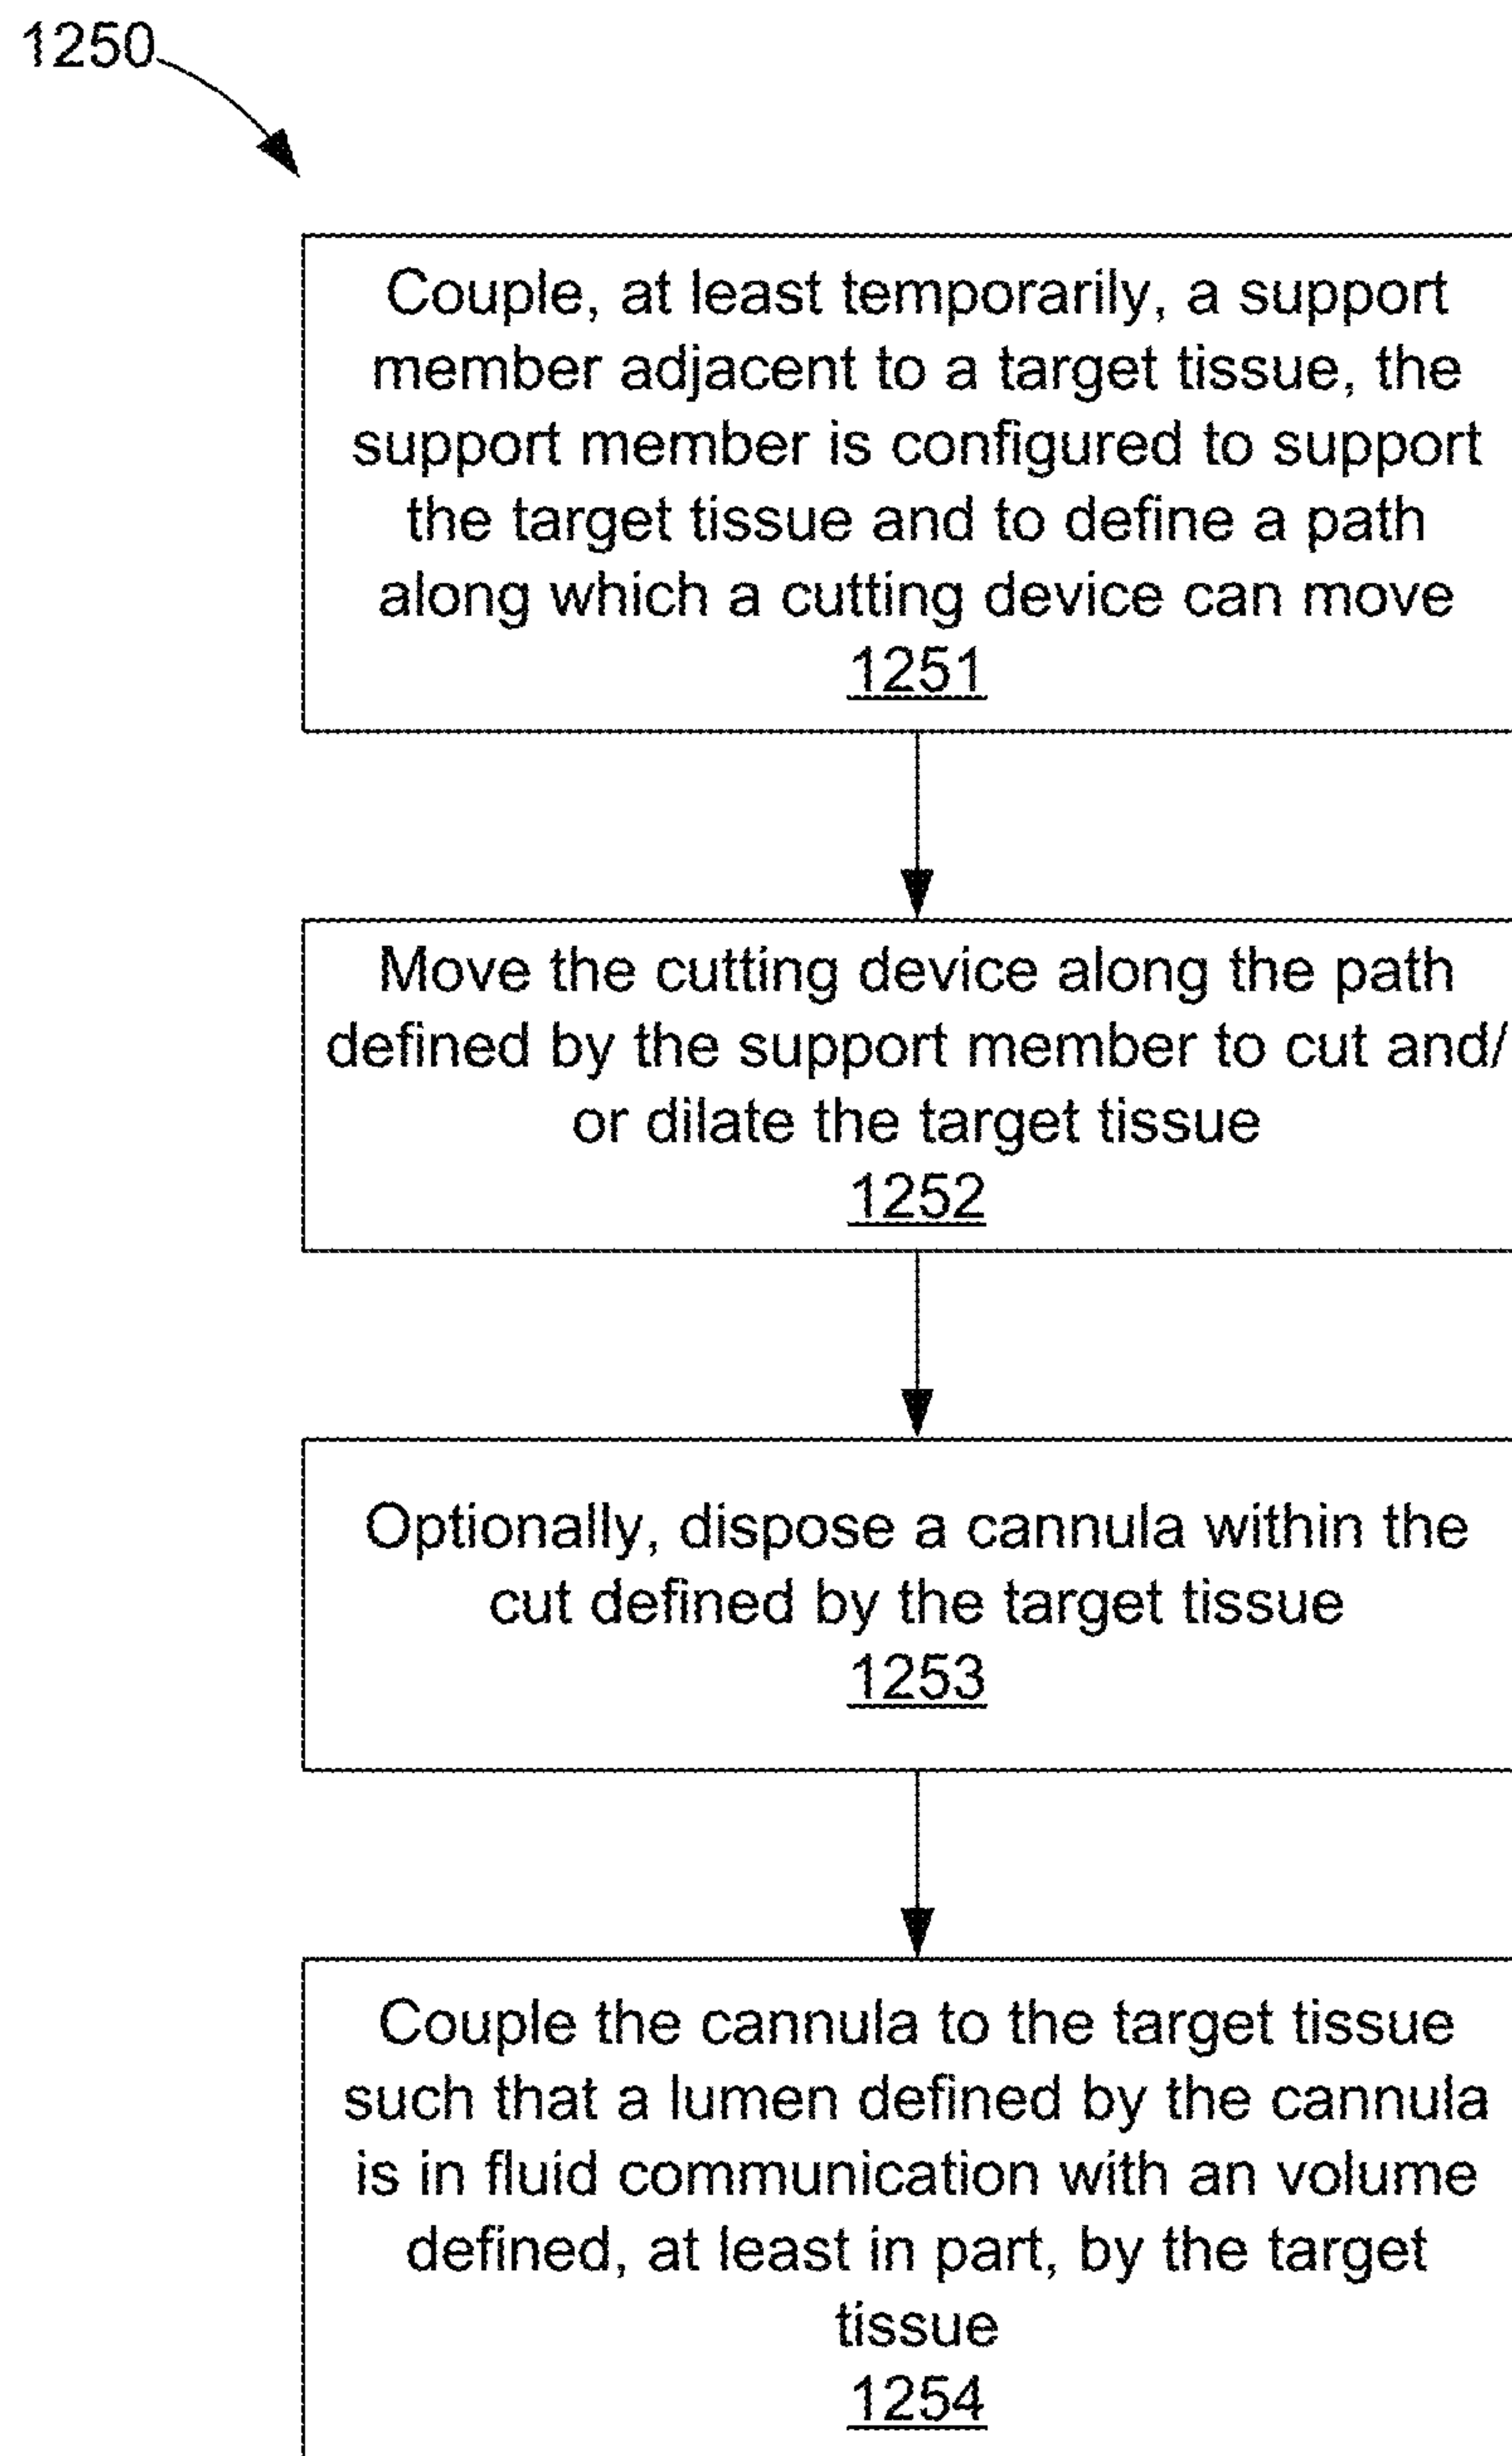 1250
Couple, at least temporarily, a support
member adjacent to a target tissue, the
support member is configured to support
the target tissue and to define a path
along which a cutting device can move
1251
Move the cutting device along the path
defined by the support member to cut and/
or dilate the target tissue
1252
Optionally, dispose a cannula within the
cut defined by the target tissue
1253
Couple the cannula to the target tissue
such that a lumen defined by the cannula
is in fluid communication with an volume
defined, at least in part, by the target
tissue
1254